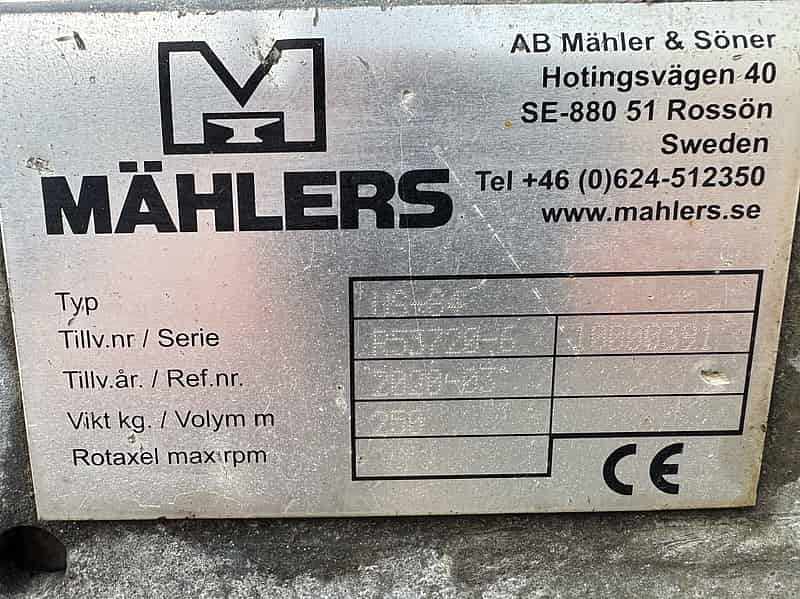 AB Mähler & Söner
Hotingsvägen 40
SE-880 51 Rossön
Sweden
MÄHLERS
Tel +46 (0)624-512350
www.mahlers.se
Typ
Tillv.nr / Serie
Tillv.år. / Ref.nr.
Vikt kg. / Volym m 250
Rotaxel max rpm
CE